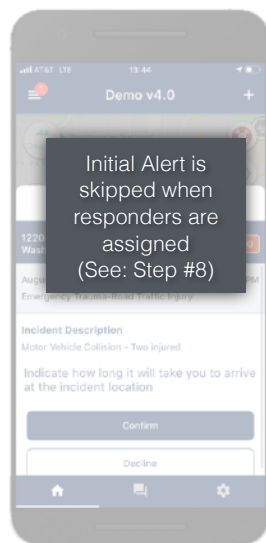 AT&T LTE 13:44
Demo v4.0 +
Initial Alert is
skipped when
responders are
assigned
(See: Step #8)
1220
Wash
Augu PM
Emergency Trauma-Road Traffic Injury
Incident Description
Motor Vehicle Collision - Two injured
Indicate how long it will take you to arrive
at the incident location
Confirm
Decline